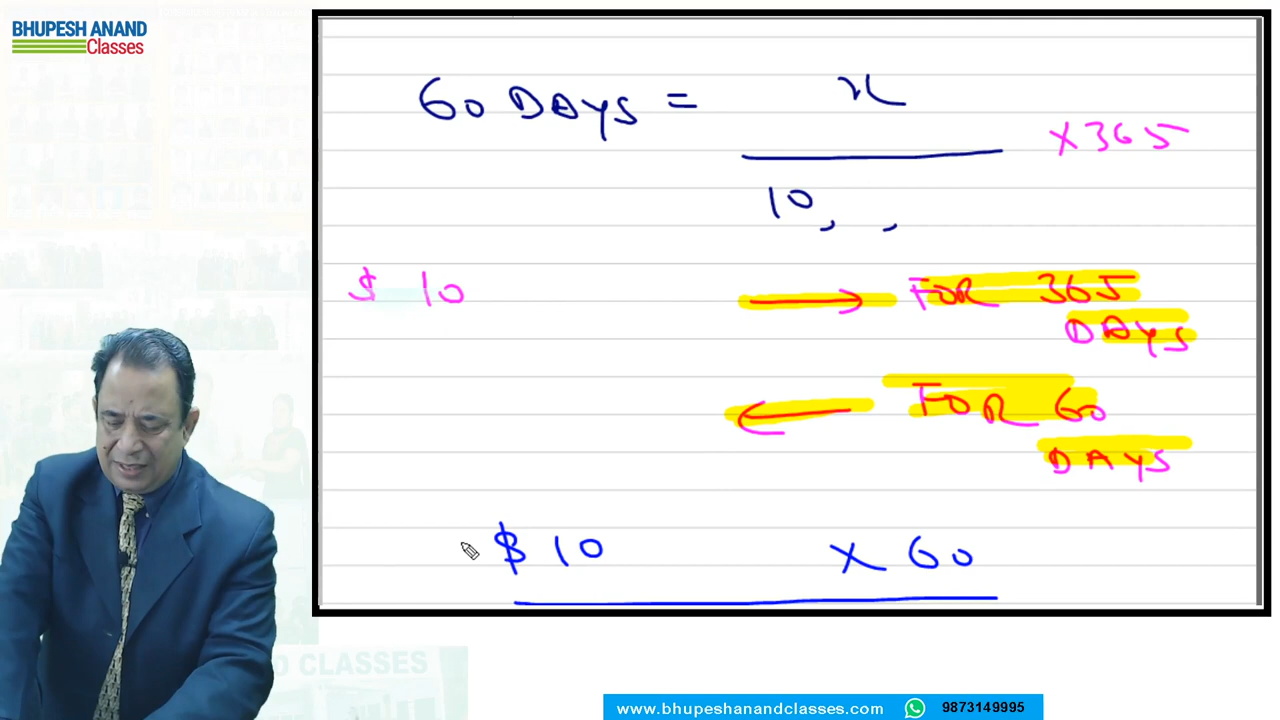 BHUPESH ANAND
Classes
60 DAYS = x
× 365
10, ,
$ 10 → FOR 365
DAYS
← FOR 60
DAYS
$ 10 × 60
CLASSES
www.bhupeshanandclasses.com 9873149995